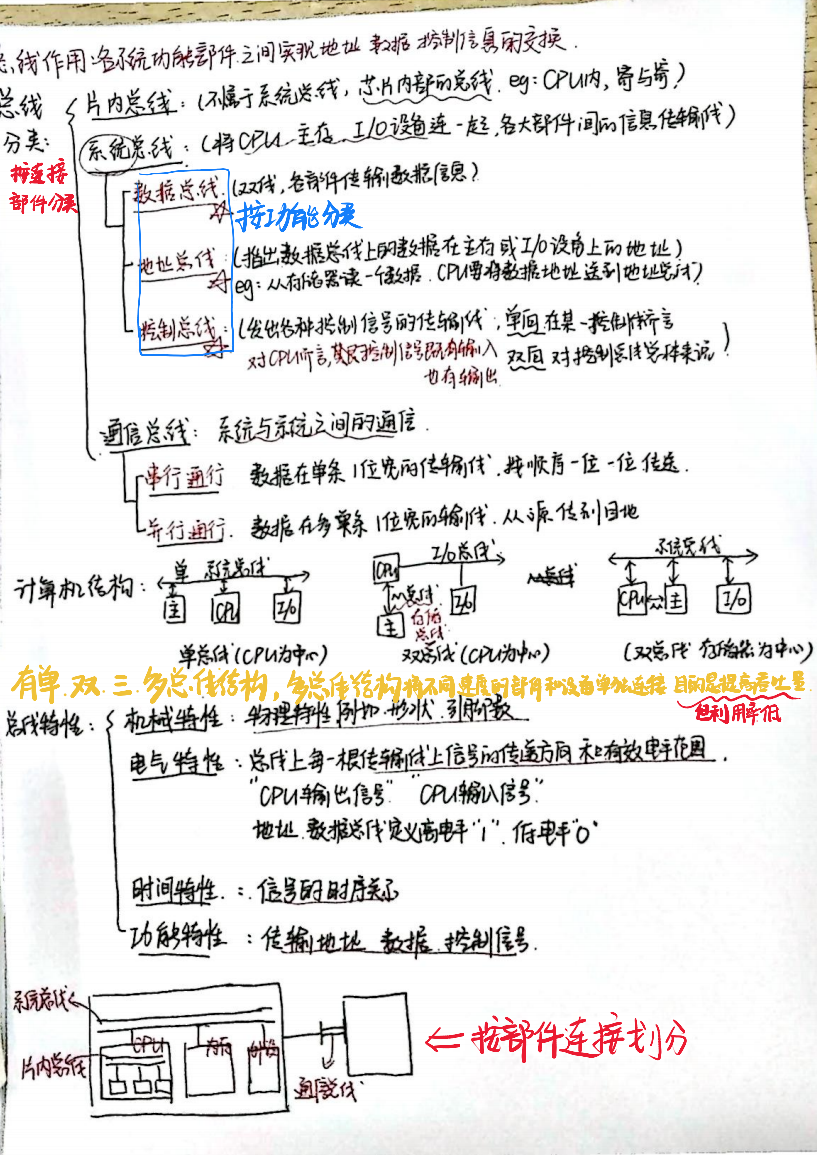 总线作用:各系统功能部件之间实现地址 数据 控制信息的交换.
总线
分类:
按连接
部件分类
片内总线:(不属于系统总线,芯片内部的总线. eg:CPU内,寄与寄)
系统总线:(将CPU、主存、I/O设备连一起,各大部件间的信息传输线)
数据总线(双线,各部件传输数据信息)
按功能分类
地址总线:(指出数据总线上的数据在主存或I/O设备上的地址)
eg:从存储器读一个数据.CPU要将数据地址送到地址总线)
控制总线:(发出各种控制信号的传输线,单向在某一控制线而言
对CPU而言,其控制信号既有输入
也有输出
双向 对控制总线总体来说)
通信总线:系统与系统之间的通信.
串行通行 数据在单条1位宽的传输线,按顺序一位一位传送.
并行通行. 数据在多条1位宽的输线.从源传到目地
计算机结构:
单 系统总线
主 CPU I/O
单总线(CPU为中心)
I/O总线
CPU
M总线
存储
总线
主
I/O
双总线(CPU为中心)
M总线
系统总线
CPU 主 I/O
(双总线 存储器为中心)
有单.双.三.多总线结构,多总线结构将不同速度的部件和设备单独连接 目的是提高吞吐量.
但利用率低
总线特性:
机械特性:物理特性 例如.形状.引脚数
电气特性:总线上每一根传输线上信号的传送方向和有效电平范围.
"CPU输出信号" "CPU输入信号"
地址.数据总线定义高电平"1".低电平"0"
时间特性.:信号的时序关系
功能特性:传输地址 数据 控制信号.
系统总线
片内总线
CPU
内存
外设
通信线
←按部件连接划分